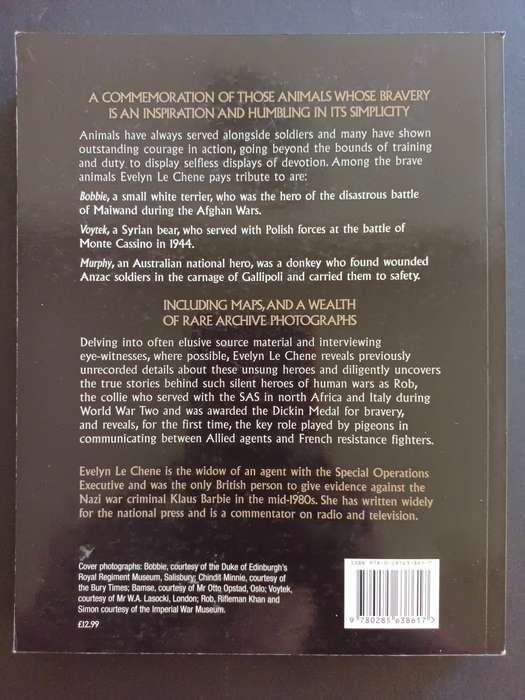 A COMMEMORATION OF THOSE ANIMALS WHOSE BRAVERY
IS AN INSPIRATION AND HUMBLING IN ITS SIMPLICITY
Animals have always served alongside soldiers and many have shown
outstanding courage in action, going beyond the bounds of training
and duty to display selfless displays of devotion. Among the brave
animals Evelyn Le Chene pays tribute to are:
Bobbie, a small white terrier, who was the hero of the disastrous battle
of Maiwand during the Afghan Wars.
Voytek, a Syrian bear, who served with Polish forces at the battle of
Monte Cassino in 1944.
Murphy, an Australian national hero, was a donkey who found wounded
Anzac soldiers in the carnage of Gallipoli and carried them to safety.
INCLUDING MAPS, AND A WEALTH
OF RARE ARCHIVE PHOTOGRAPHS
Delving into often elusive source material and interviewing
eye-witnesses, where possible, Evelyn Le Chene reveals previously
unrecorded details about these unsung heroes and diligently uncovers
the true stories behind such silent heroes of human wars as Rob,
the collie who served with the SAS in north Africa and Italy during
World War Two and was awarded the Dickin Medal for bravery,
and reveals, for the first time, the key role played by pigeons in
communicating between Allied agents and French resistance fighters.
Evelyn Le Chene is the widow of an agent with the Special Operations
Executive and was the only British person to give evidence against the
Nazi war criminal Klaus Barbie in the mid-1980s. She has written widely
for the national press and is a commentator on radio and television.
Cover photographs: Bobbie, courtesy of the Duke of Edinburgh's
Royal Regiment Museum, Salisbury; Chindit Minnie, courtesy of
the Bury Times; Bamse, courtesy of Mr Otto Opstad, Oslo; Voytek,
courtesy of Mr W.A. Lasocki, London; Rob, Rifleman Khan and
Simon courtesy of the Imperial War Museum.
£12.99
ISBN 978-0-28563-861-7
9 780285 638617 >